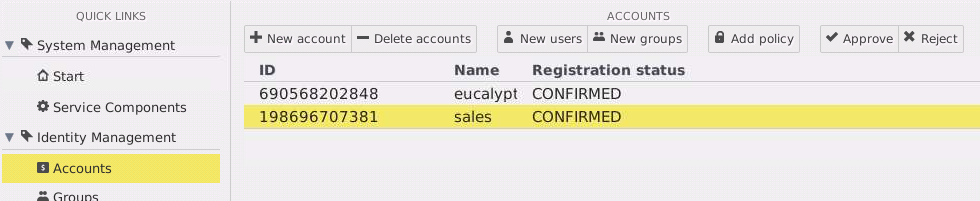 QUICK LINKS
System Management
Start
Service Components
Identity Management
Accounts
Groups
ACCOUNTS
New account Delete accounts New users New groups Add policy Approve Reject
ID Name Registration status
690568202848 eucalypt CONFIRMED
198696707381 sales CONFIRMED